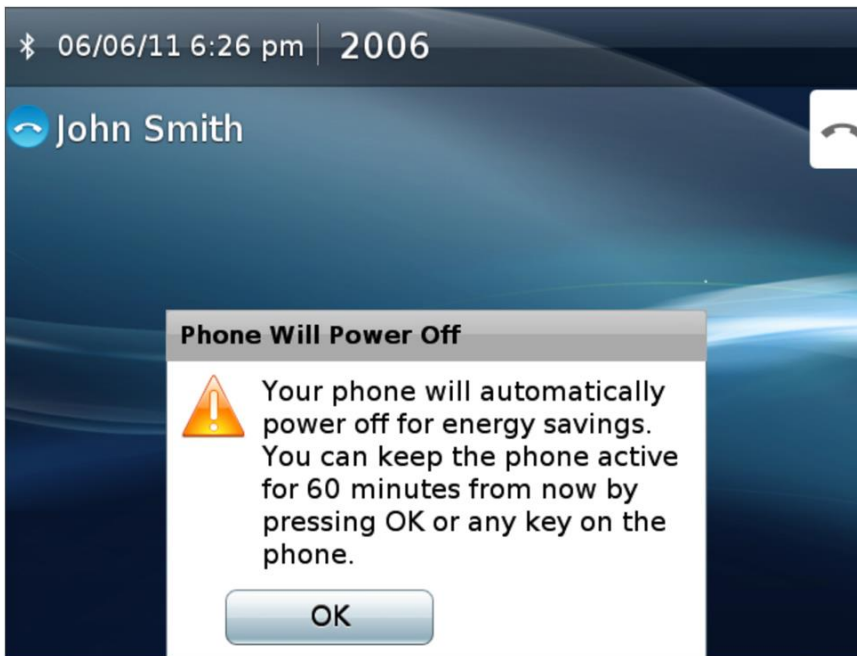 06/06/11 6:26 pm 2006
John Smith
Phone Will Power Off
Your phone will automatically
power off for energy savings.
You can keep the phone active
for 60 minutes from now by
pressing OK or any key on the
phone.
OK